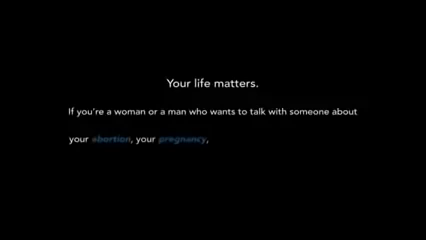 Your life matters.
If you're a woman or a man who wants to talk with someone about
your abortion, your pregnancy,